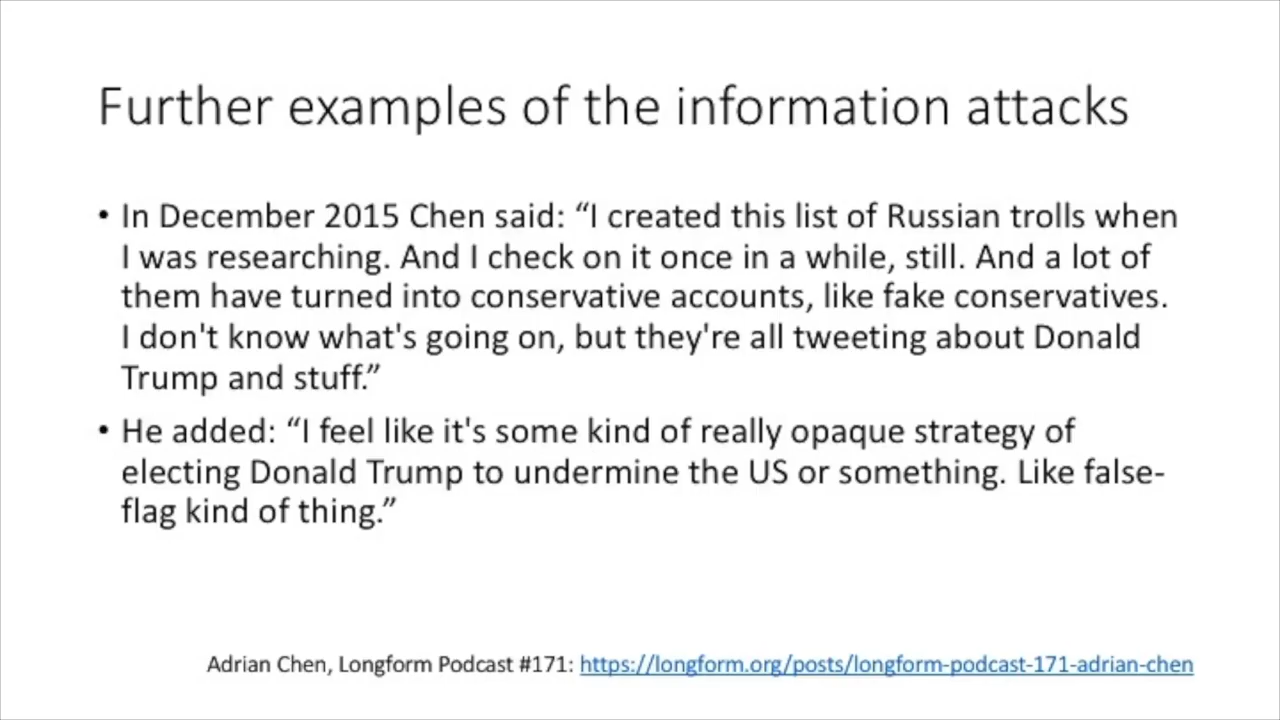 Further examples of the information attacks
• In December 2015 Chen said: “I created this list of Russian trolls when
I was researching. And I check on it once in a while, still. And a lot of
them have turned into conservative accounts, like fake conservatives.
I don't know what's going on, but they're all tweeting about Donald
Trump and stuff.”
• He added: “I feel like it's some kind of really opaque strategy of
electing Donald Trump to undermine the US or something. Like false-
flag kind of thing.”
Adrian Chen, Longform Podcast #171: https://longform.org/posts/longform-podcast-171-adrian-chen